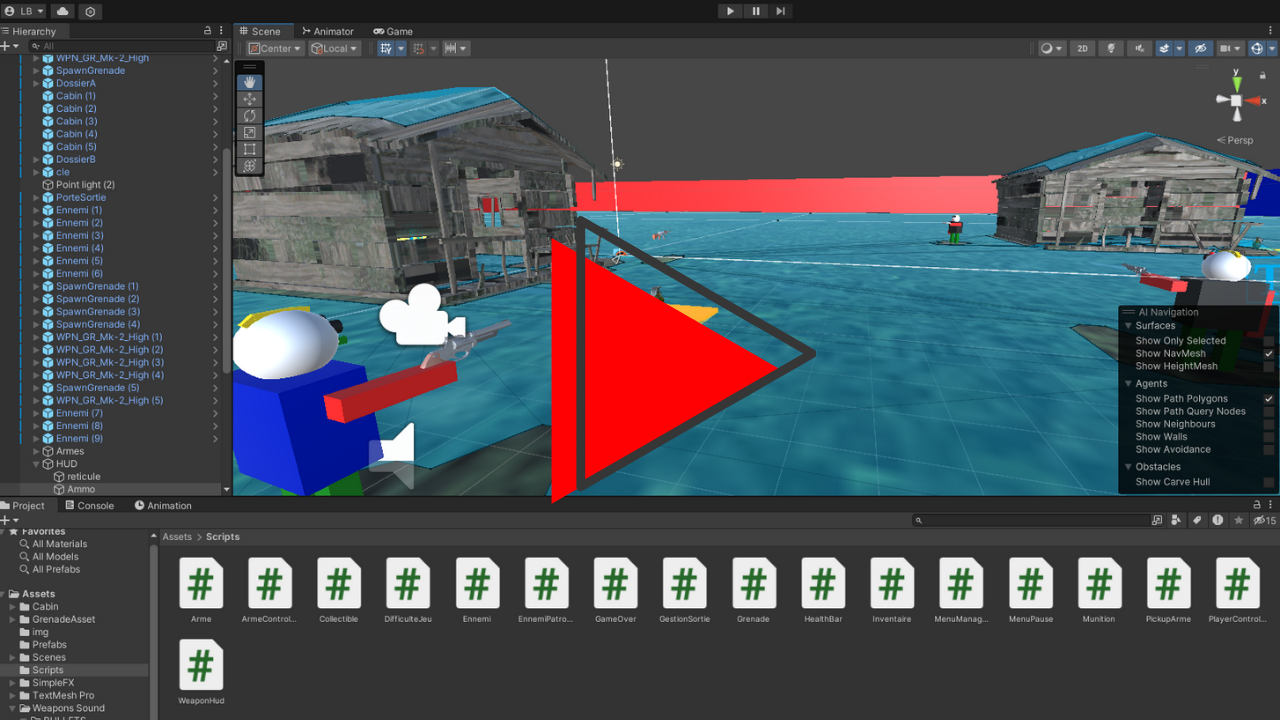 LB
Hierarchy
All
WPN_GR_Mk-2_High
SpawnGrenade
DossierA
Cabin (1)
Cabin (2)
Cabin (3)
Cabin (4)
Cabin (5)
DossierB
cle
Point light (2)
PorteSortie
Ennemi (1)
Ennemi (2)
Ennemi (3)
Ennemi (4)
Ennemi (5)
Ennemi (6)
SpawnGrenade (1)
SpawnGrenade (2)
SpawnGrenade (3)
SpawnGrenade (4)
WPN_GR_Mk-2_High (1)
WPN_GR_Mk-2_High (2)
WPN_GR_Mk-2_High (3)
WPN_GR_Mk-2_High (4)
SpawnGrenade (5)
WPN_GR_Mk-2_High (5)
Ennemi (7)
Ennemi (8)
Ennemi (9)
Armes
HUD
reticule
Ammo
Scene Animator Game
Center Local 2D
y
x
Persp
AI Navigation
Surfaces
Show Only Selected
Show NavMesh
Show HeightMesh
Agents
Show Path Polygons
Show Path Query Nodes
Show Neighbours
Show Walls
Show Avoidance
Obstacles
Show Carve Hull
Project Console Animation
15
Favorites
All Materials
All Models
All Prefabs
Assets
Cabin
GrenadeAsset
img
Prefabs
Scenes
Scripts
SimpleFX
TextMesh Pro
Weapons Sound
BULLETS
Assets > Scripts
# # # # # # # # # # # # # # # #
Arme ArmeControl... Collectible DifficulteJeu Ennemi EnnemiPatro... GameOver GestionSortie Grenade HealthBar Inventaire MenuManag... MenuPause Munition PickupArme PlayerControl...
#
WeaponHud